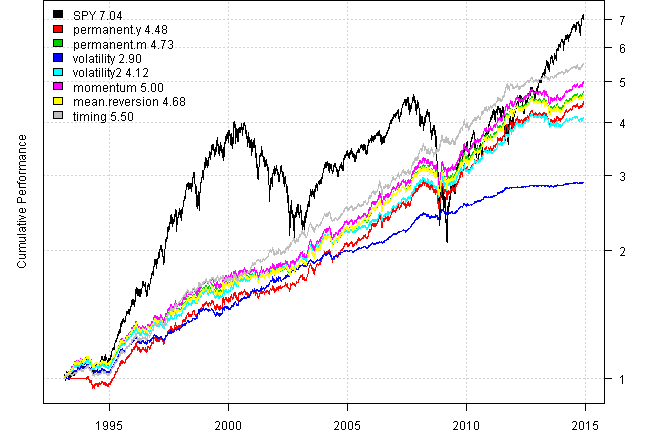 SPY 7.04
permanent.y 4.48
permanent.m 4.73
volatility 2.90
volatility2 4.12
momentum 5.00
mean.reversion 4.68
timing 5.50
Cumulative Performance
7
6
5
4
3
2
1
1995
2000
2005
2010
2015